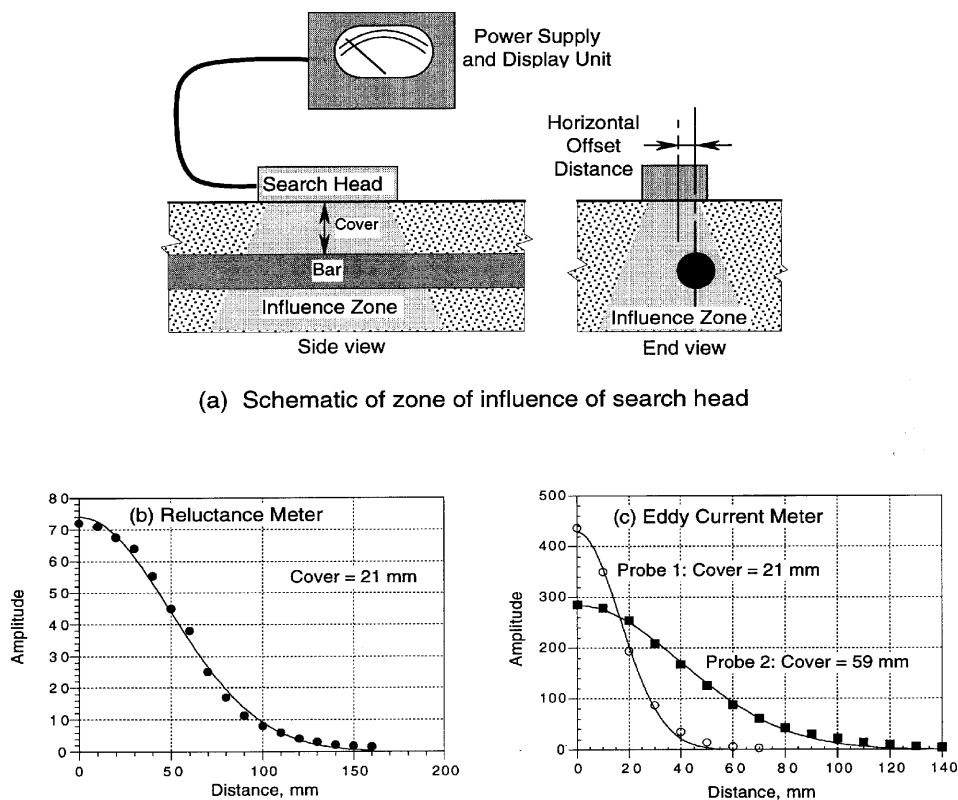 Power Supply
and Display Unit
Horizontal
Offset
Distance
Search Head
Cover
Bar
Influence Zone
Side view
Influence Zone
End view
(a) Schematic of zone of influence of search head
(b) Reluctance Meter
Cover = 21 mm
Amplitude
80
70
60
50
40
30
20
10
0
0 50 100 150 200
Distance, mm
(c) Eddy Current Meter
Probe 1: Cover = 21 mm
Probe 2: Cover = 59 mm
Amplitude
500
400
300
200
100
0
0 20 40 60 80 100 120 140
Distance, mm